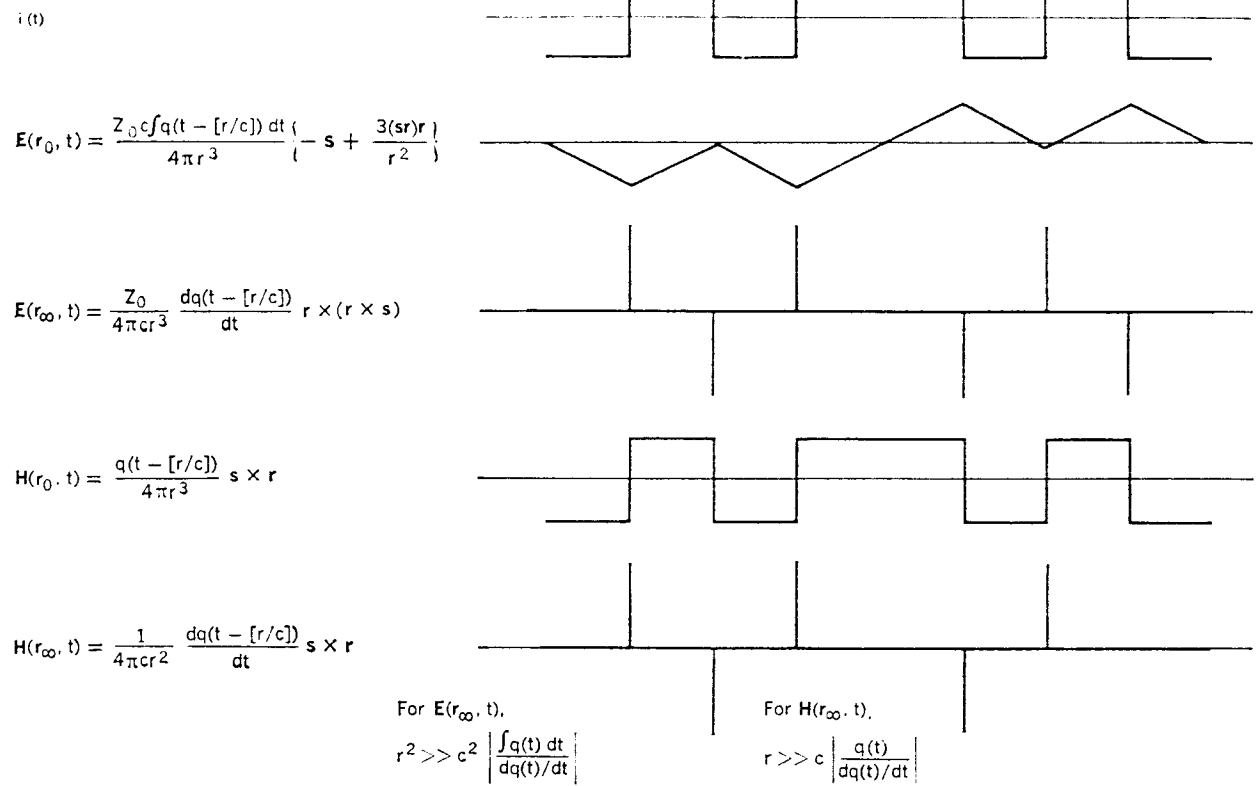 i (t)
E(r₀, t) = Z₀c∫q(t − [r/c]) dt / 4πr³ {− s + 3(sr)r / r²}
E(r∞, t) = Z₀ / 4πcr³ dq(t − [r/c]) / dt r × (r × s)
H(r₀. t) = q(t − [r/c]) / 4πr³ s × r
H(r∞, t) = 1 / 4πcr² dq(t − [r/c]) / dt s × r
For E(r∞, t),
r² >> c² |∫q(t) dt / dq(t)/dt|
For H(r∞. t),
r >> c |q(t) / dq(t)/dt|